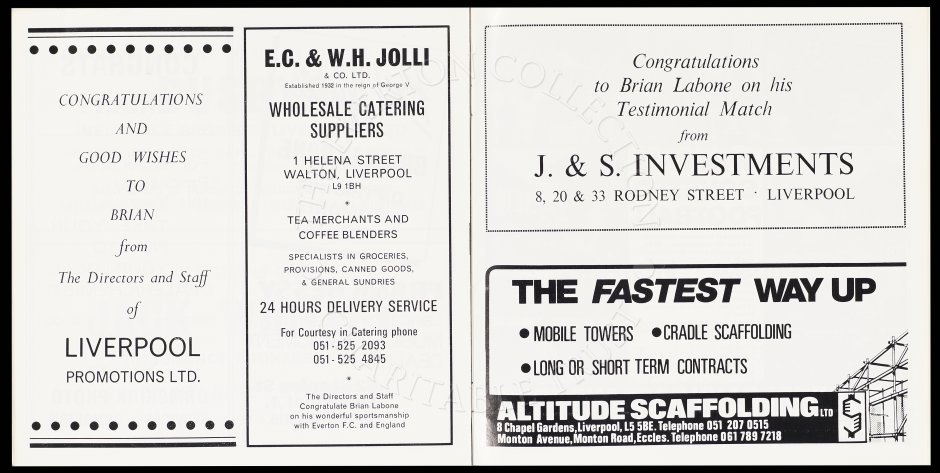 CONGRATULATIONS
AND
GOOD WISHES
TO
BRIAN
from
The Directors and Staff
of
LIVERPOOL
PROMOTIONS LTD.
E.C. & W.H. JOLLI
& CO. LTD.
Established 1932 in the reign of George V
WHOLESALE CATERING
SUPPLIERS
1 HELENA STREET
WALTON, LIVERPOOL
L9 1BH
*
TEA MERCHANTS AND
COFFEE BLENDERS
SPECIALISTS IN GROCERIES,
PROVISIONS, CANNED GOODS,
& GENERAL SUNDRIES
24 HOURS DELIVERY SERVICE
For Courtesy in Catering phone
051-525 2093
051-525 4845
*
The Directors and Staff
Congratulate Brian Labone
on his wonderful sportsmanship
with Everton F.C. and England
Congratulations
to Brian Labone on his
Testimonial Match
from
J. & S. INVESTMENTS
8, 20 & 33 RODNEY STREET · LIVERPOOL
THE FASTEST WAY UP
● MOBILE TOWERS ● CRADLE SCAFFOLDING
● LONG OR SHORT TERM CONTRACTS
ALTITUDE SCAFFOLDING LTD
8 Chapel Gardens, Liverpool, L5 5BE. Telephone 051 207 0515
Monton Avenue, Monton Road, Eccles. Telephone 061 789 7218